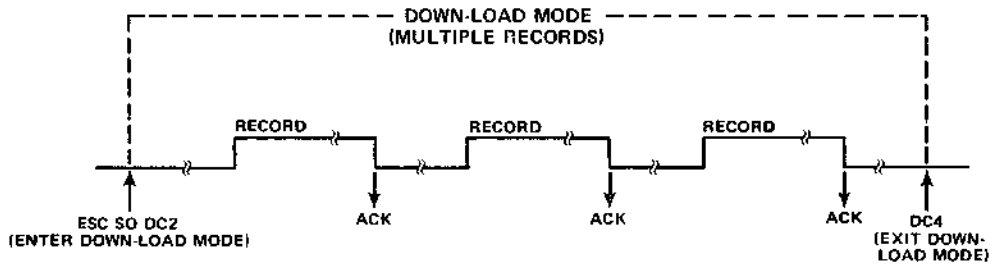 DOWN-LOAD MODE
(MULTIPLE RECORDS)
RECORD
RECORD
RECORD
ESC SO DC2
(ENTER DOWN-LOAD MODE)
ACK
ACK
ACK
DC4
(EXIT DOWN-
LOAD MODE)